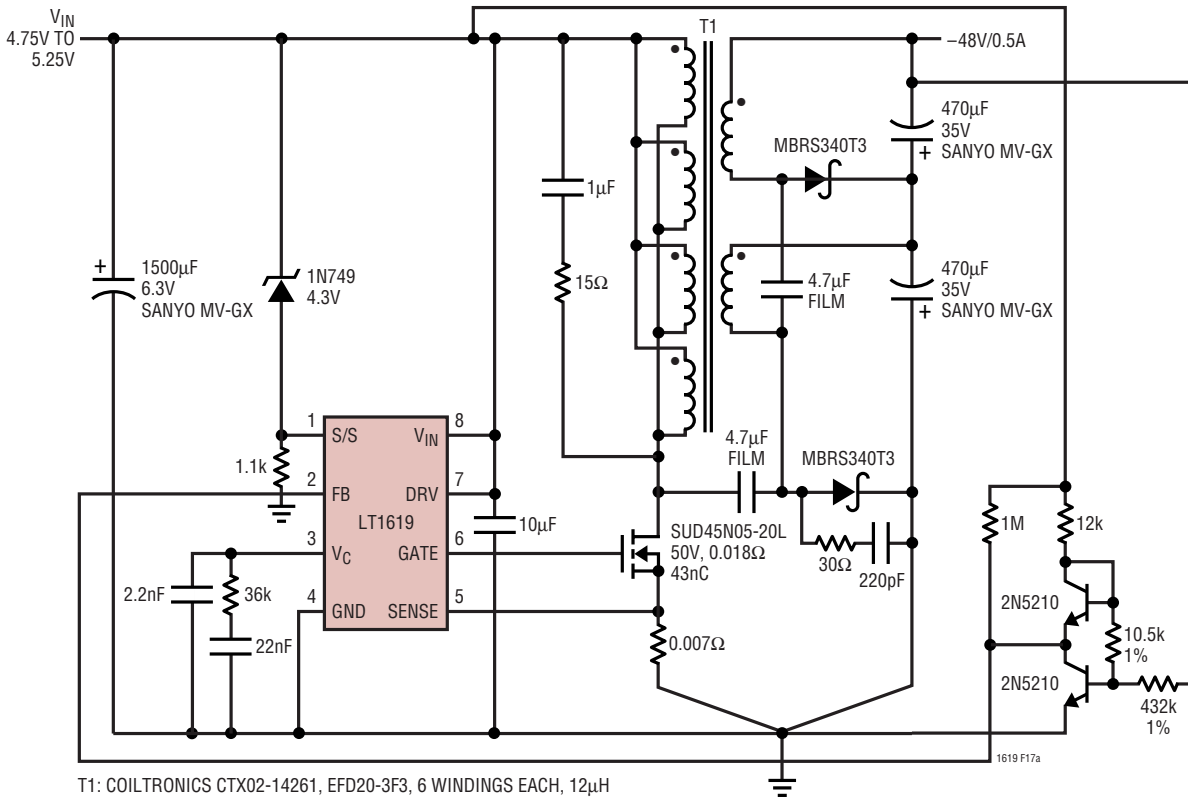 VIN
4.75V TO
5.25V
T1
–48V/0.5A
470µF
35V
+ SANYO MV-GX
MBRS340T3
1µF
15Ω
+
1500µF
6.3V
SANYO MV-GX
1N749
4.3V
4.7µF
FILM
470µF
35V
+ SANYO MV-GX
1
S/S
VIN
8
1.1k
2
FB
DRV
7
LT1619
10µF
3
VC
GATE
6
4
GND
SENSE
5
2.2nF
36k
22nF
4.7µF
FILM
MBRS340T3
SUD45N05-20L
50V, 0.018Ω
43nC
30Ω
220pF
0.007Ω
1M
12k
2N5210
10.5k
1%
2N5210
432k
1%
1619 F17a
T1: COILTRONICS CTX02-14261, EFD20-3F3, 6 WINDINGS EACH, 12µH